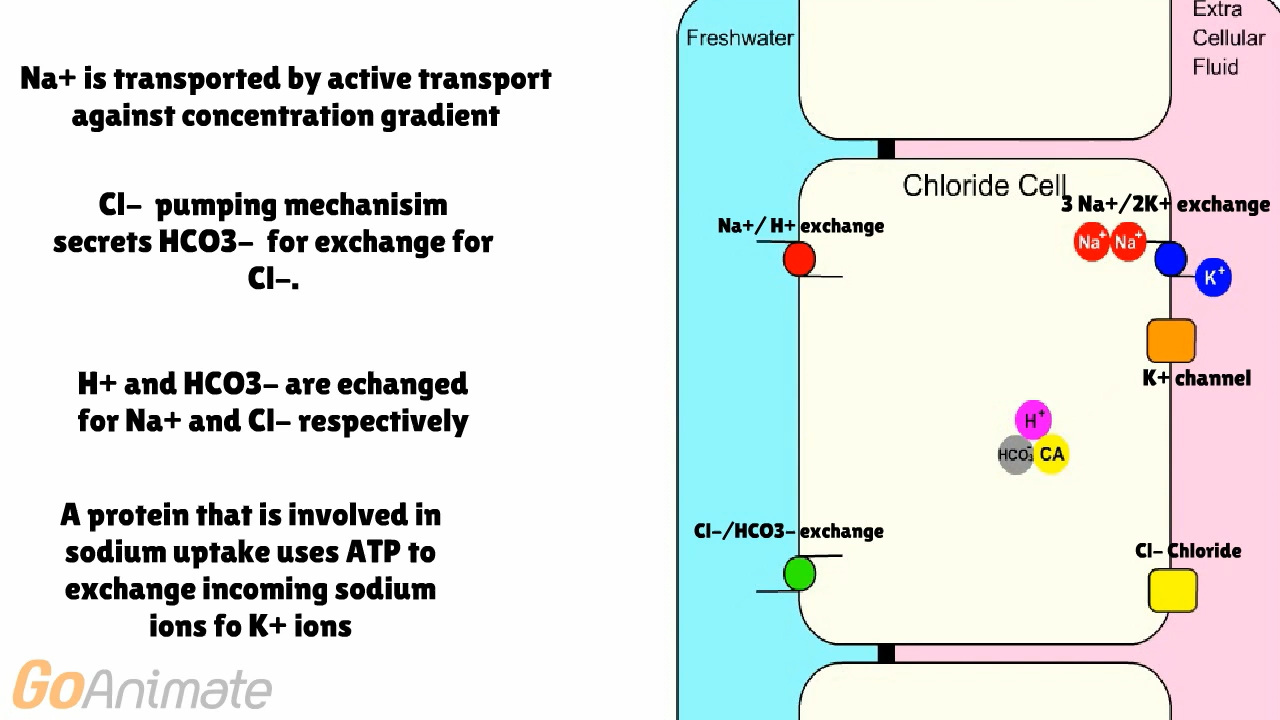 Na+ is transported by active transport
against concentration gradient
Cl- pumping mechanisim
secrets HCO3- for exchange for
Cl-.
H+ and HCO3- are echanged
for Na+ and Cl- respectively
A protein that is involved in
sodium uptake uses ATP to
exchange incoming sodium
ions fo K+ ions
GoAnimate
Freshwater
Extra
Cellular
Fluid
Chloride Cell
3 Na+/2K+ exchange
Na+/ H+ exchange
Na+ Na+
K+
K+ channel
H+
HCO3- CA
Cl-/HCO3- exchange
Cl- Chloride